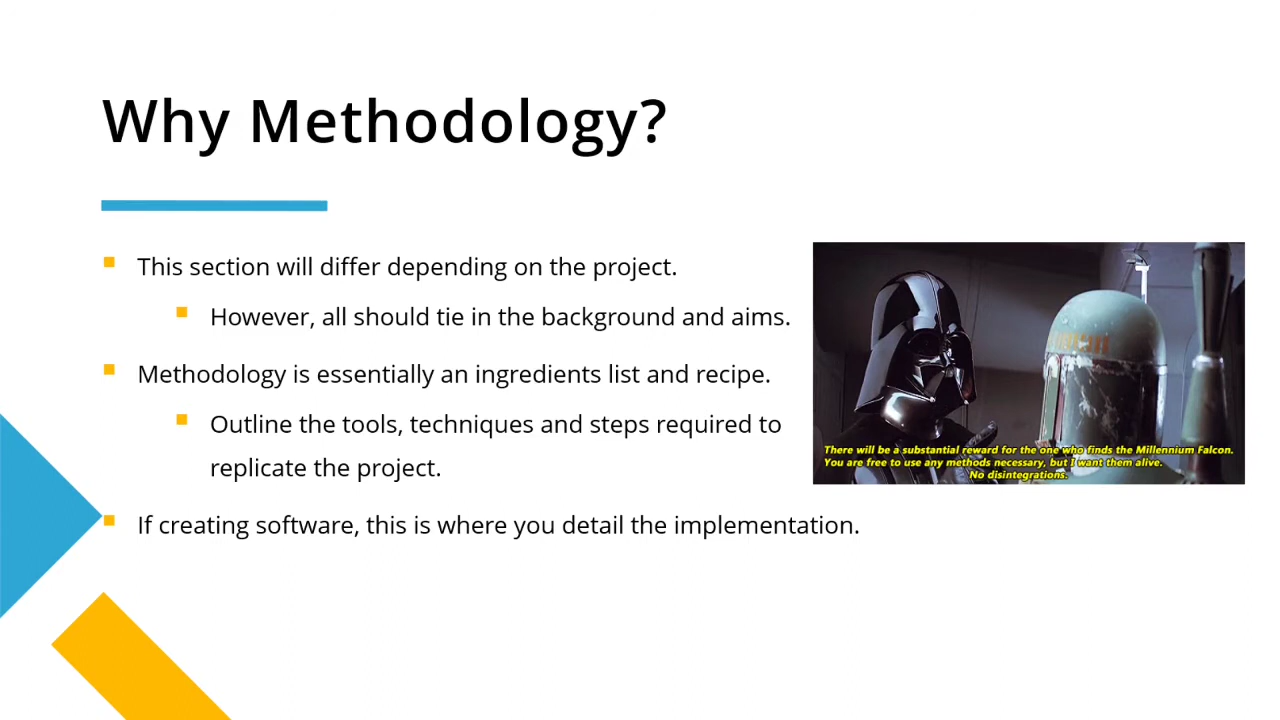 Why Methodology?
This section will differ depending on the project.
However, all should tie in the background and aims.
Methodology is essentially an ingredients list and recipe.
Outline the tools, techniques and steps required to
replicate the project.
If creating software, this is where you detail the implementation.
There will be a substantial reward for the one who finds the Millennium Falcon.
You are free to use any methods necessary, but I want them alive.
No disintegrations.